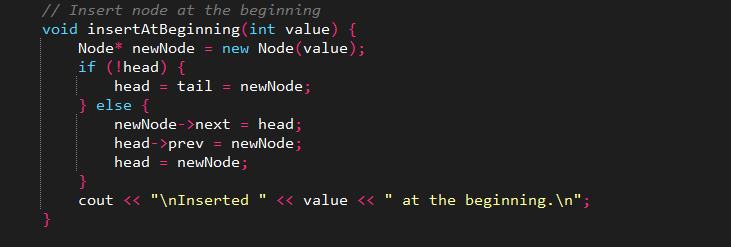 // Insert node at the beginning
void insertAtBeginning(int value) {
    Node* newNode = new Node(value);
    if (!head) {
        head = tail = newNode;
    } else {
        newNode->next = head;
        head->prev = newNode;
        head = newNode;
    }
    cout << "\nInserted " << value << " at the beginning.\n";
}